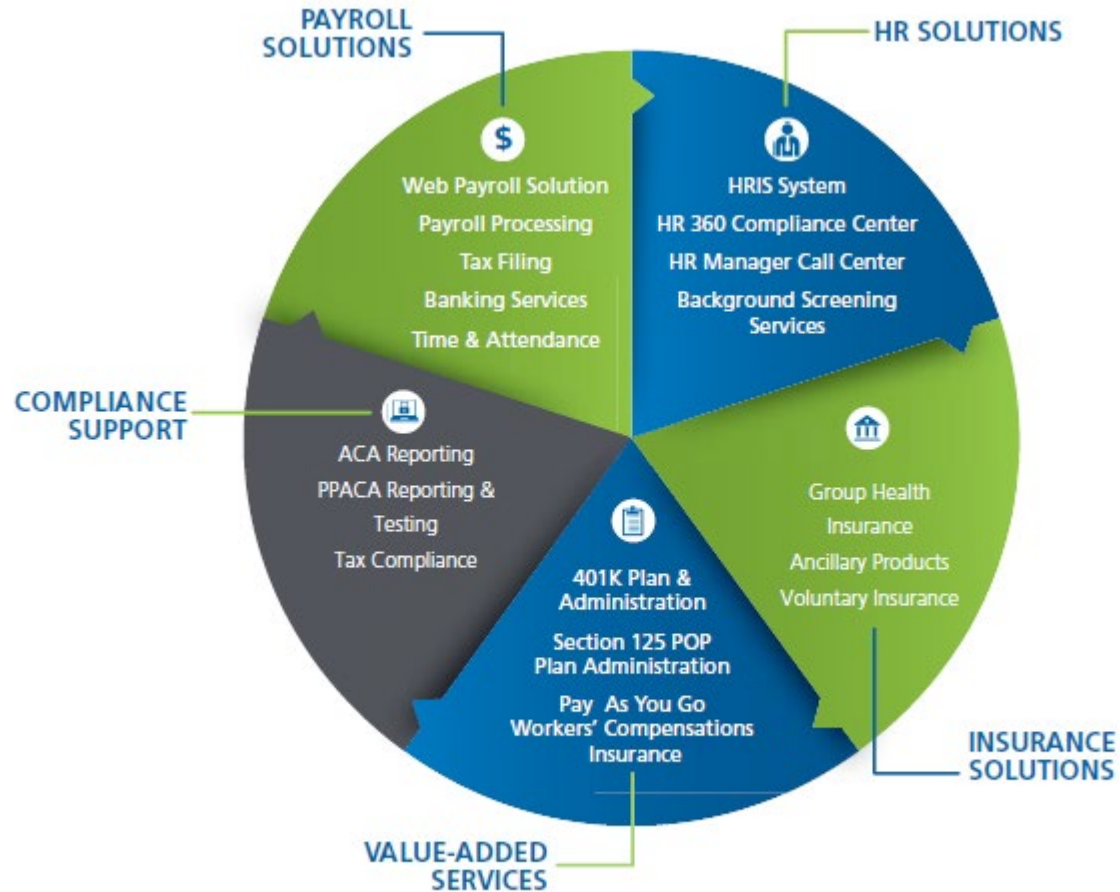 PAYROLL
SOLUTIONS
$
Web Payroll Solution
Payroll Processing
Tax Filing
Banking Services
Time & Attendance
HR SOLUTIONS
HRIS System
HR 360 Compliance Center
HR Manager Call Center
Background Screening
Services
Group Health
Insurance
Ancillary Products
Voluntary Insurance
INSURANCE
SOLUTIONS
401K Plan &
Administration
Section 125 POP
Plan Administration
Pay As You Go
Workers' Compensations
Insurance
VALUE-ADDED
SERVICES
COMPLIANCE
SUPPORT
ACA Reporting
PPACA Reporting &
Testing
Tax Compliance